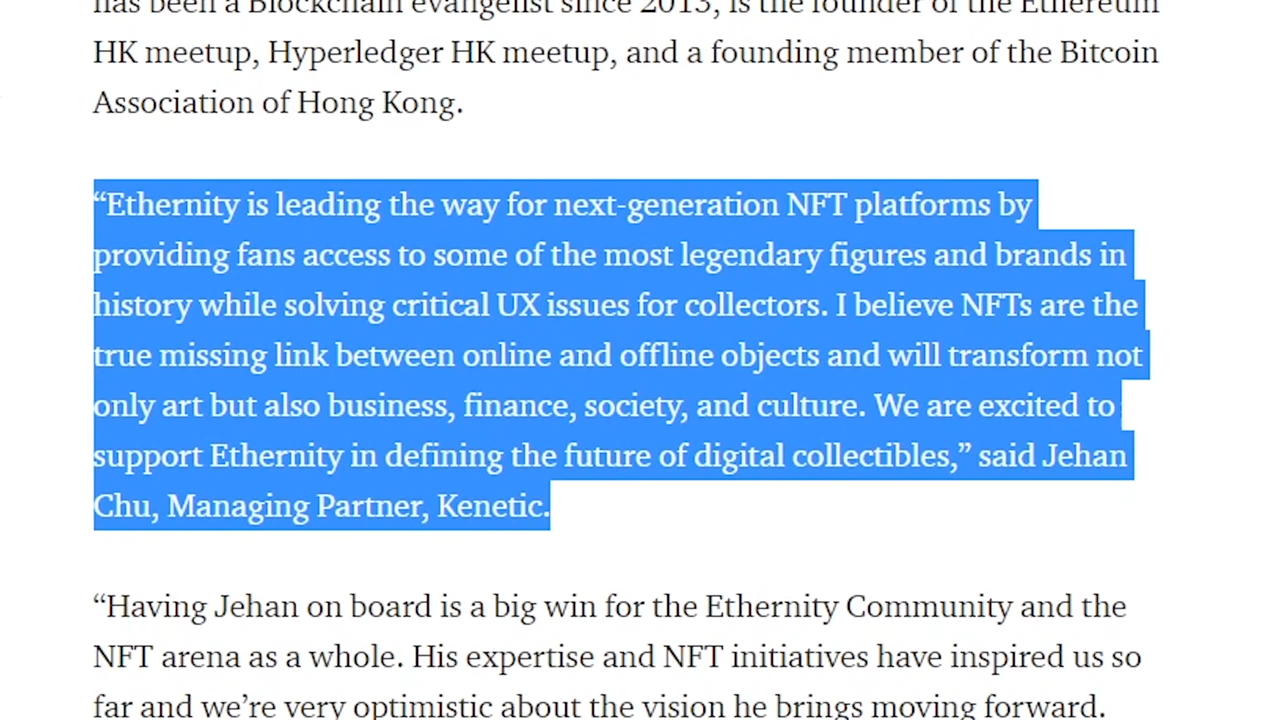 has been a Blockchain evangelist since 2013, is the founder of the Ethereum
HK meetup, Hyperledger HK meetup, and a founding member of the Bitcoin
Association of Hong Kong.
“Ethernity is leading the way for next-generation NFT platforms by
providing fans access to some of the most legendary figures and brands in
history while solving critical UX issues for collectors. I believe NFTs are the
true missing link between online and offline objects and will transform not
only art but also business, finance, society, and culture. We are excited to
support Ethernity in defining the future of digital collectibles,” said Jehan
Chu, Managing Partner, Kenetic.
“Having Jehan on board is a big win for the Ethernity Community and the
NFT arena as a whole. His expertise and NFT initiatives have inspired us so
far and we’re very optimistic about the vision he brings moving forward.